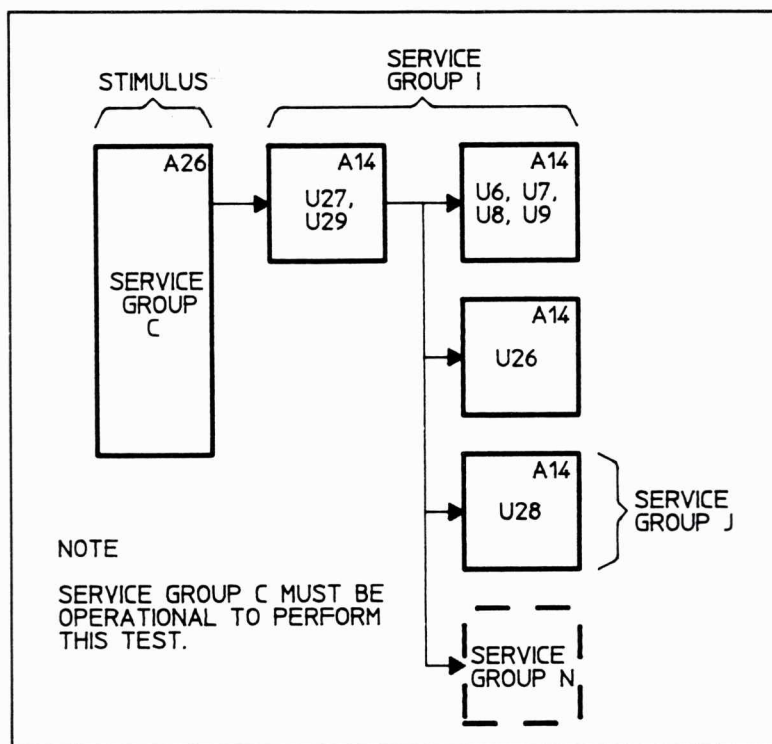 STIMULUS
SERVICE
GROUP I
A26
SERVICE
GROUP
C
A14
U27,
U29
A14
U6, U7,
U8, U9
A14
U26
A14
U28
SERVICE
GROUP J
SERVICE
GROUP N
NOTE
SERVICE GROUP C MUST BE
OPERATIONAL TO PERFORM
THIS TEST.